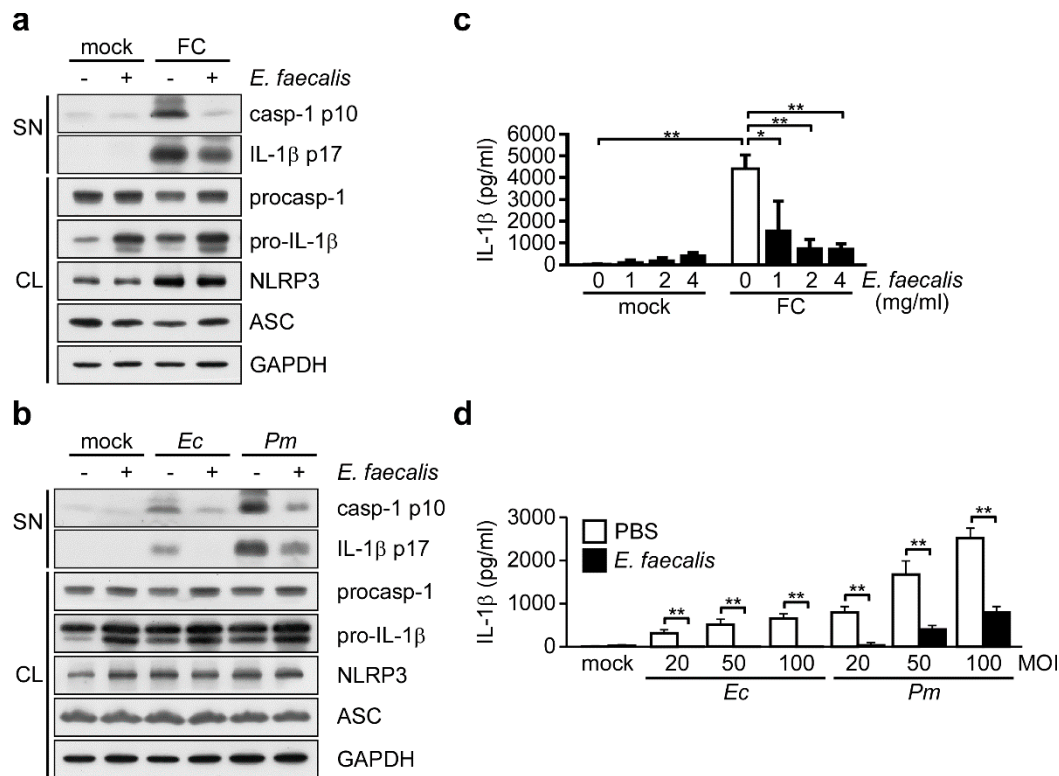 a
mock FC
- + - + E. faecalis
SN
casp-1 p10
IL-1β p17
CL
procasp-1
pro-IL-1β
NLRP3
ASC
GAPDH
c
IL-1β (pg/ml)
6000
5000
4000
3000
2000
1000
0
** * ** **
0 1 2 4 0 1 2 4 E. faecalis
mock FC (mg/ml)
b
mock Ec Pm
- + - + - + E. faecalis
SN
casp-1 p10
IL-1β p17
CL
procasp-1
pro-IL-1β
NLRP3
ASC
GAPDH
d
IL-1β (pg/ml)
3000
2000
1000
0
PBS
E. faecalis
** ** ** ** ** **
mock 20 50 100 20 50 100 MOI
Ec Pm